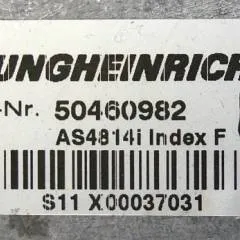 UNGHEINRICH
-Nr. 50460982
AS4814i Index F
S11 X00037031